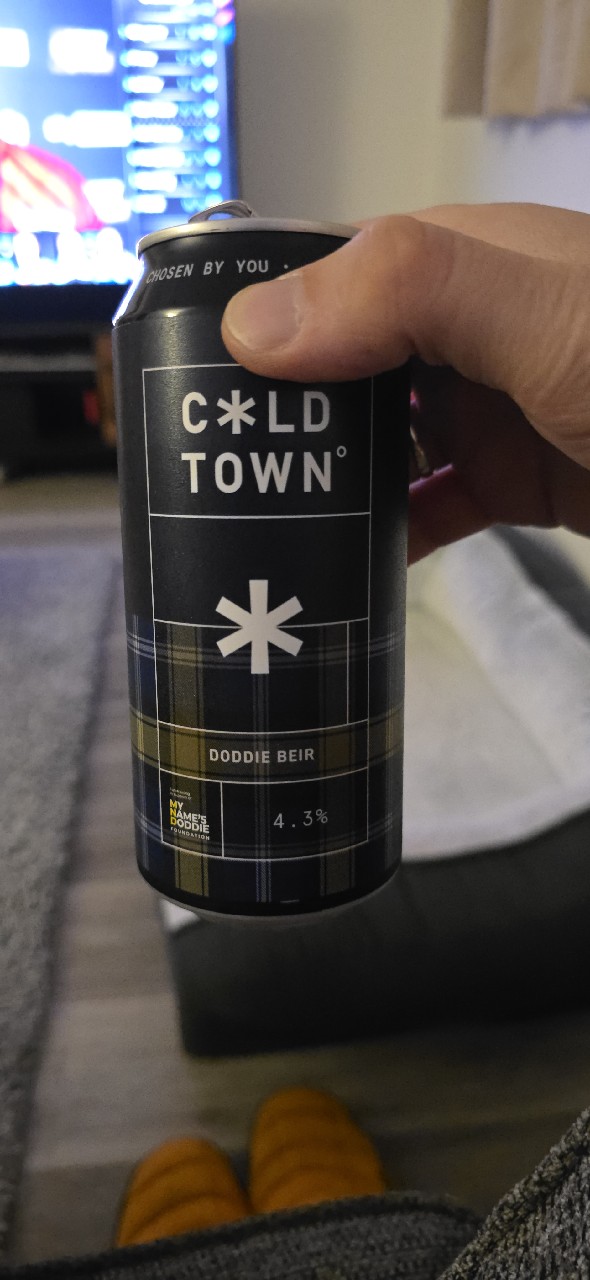 CHOSEN BY YOU ·
C*LD
TOWN°
DODDIE BEIR
MY
NAME'S
DODDIE
FOUNDATION
4.3%